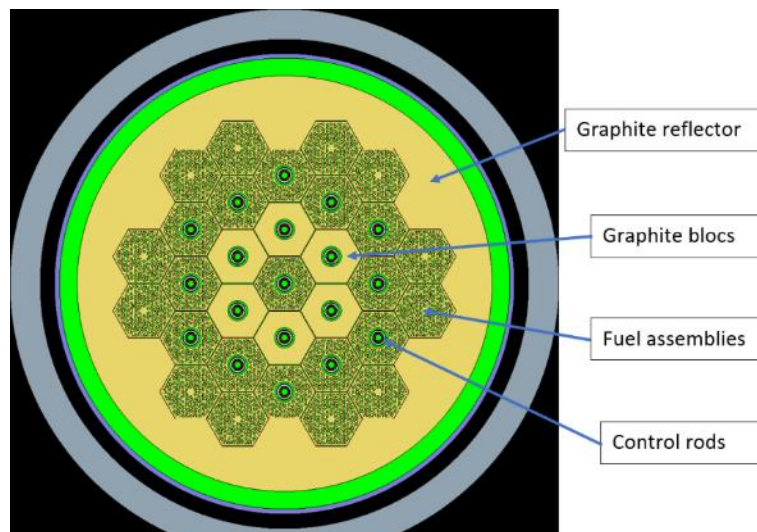 Graphite reflector
Graphite blocs
Fuel assemblies
Control rods